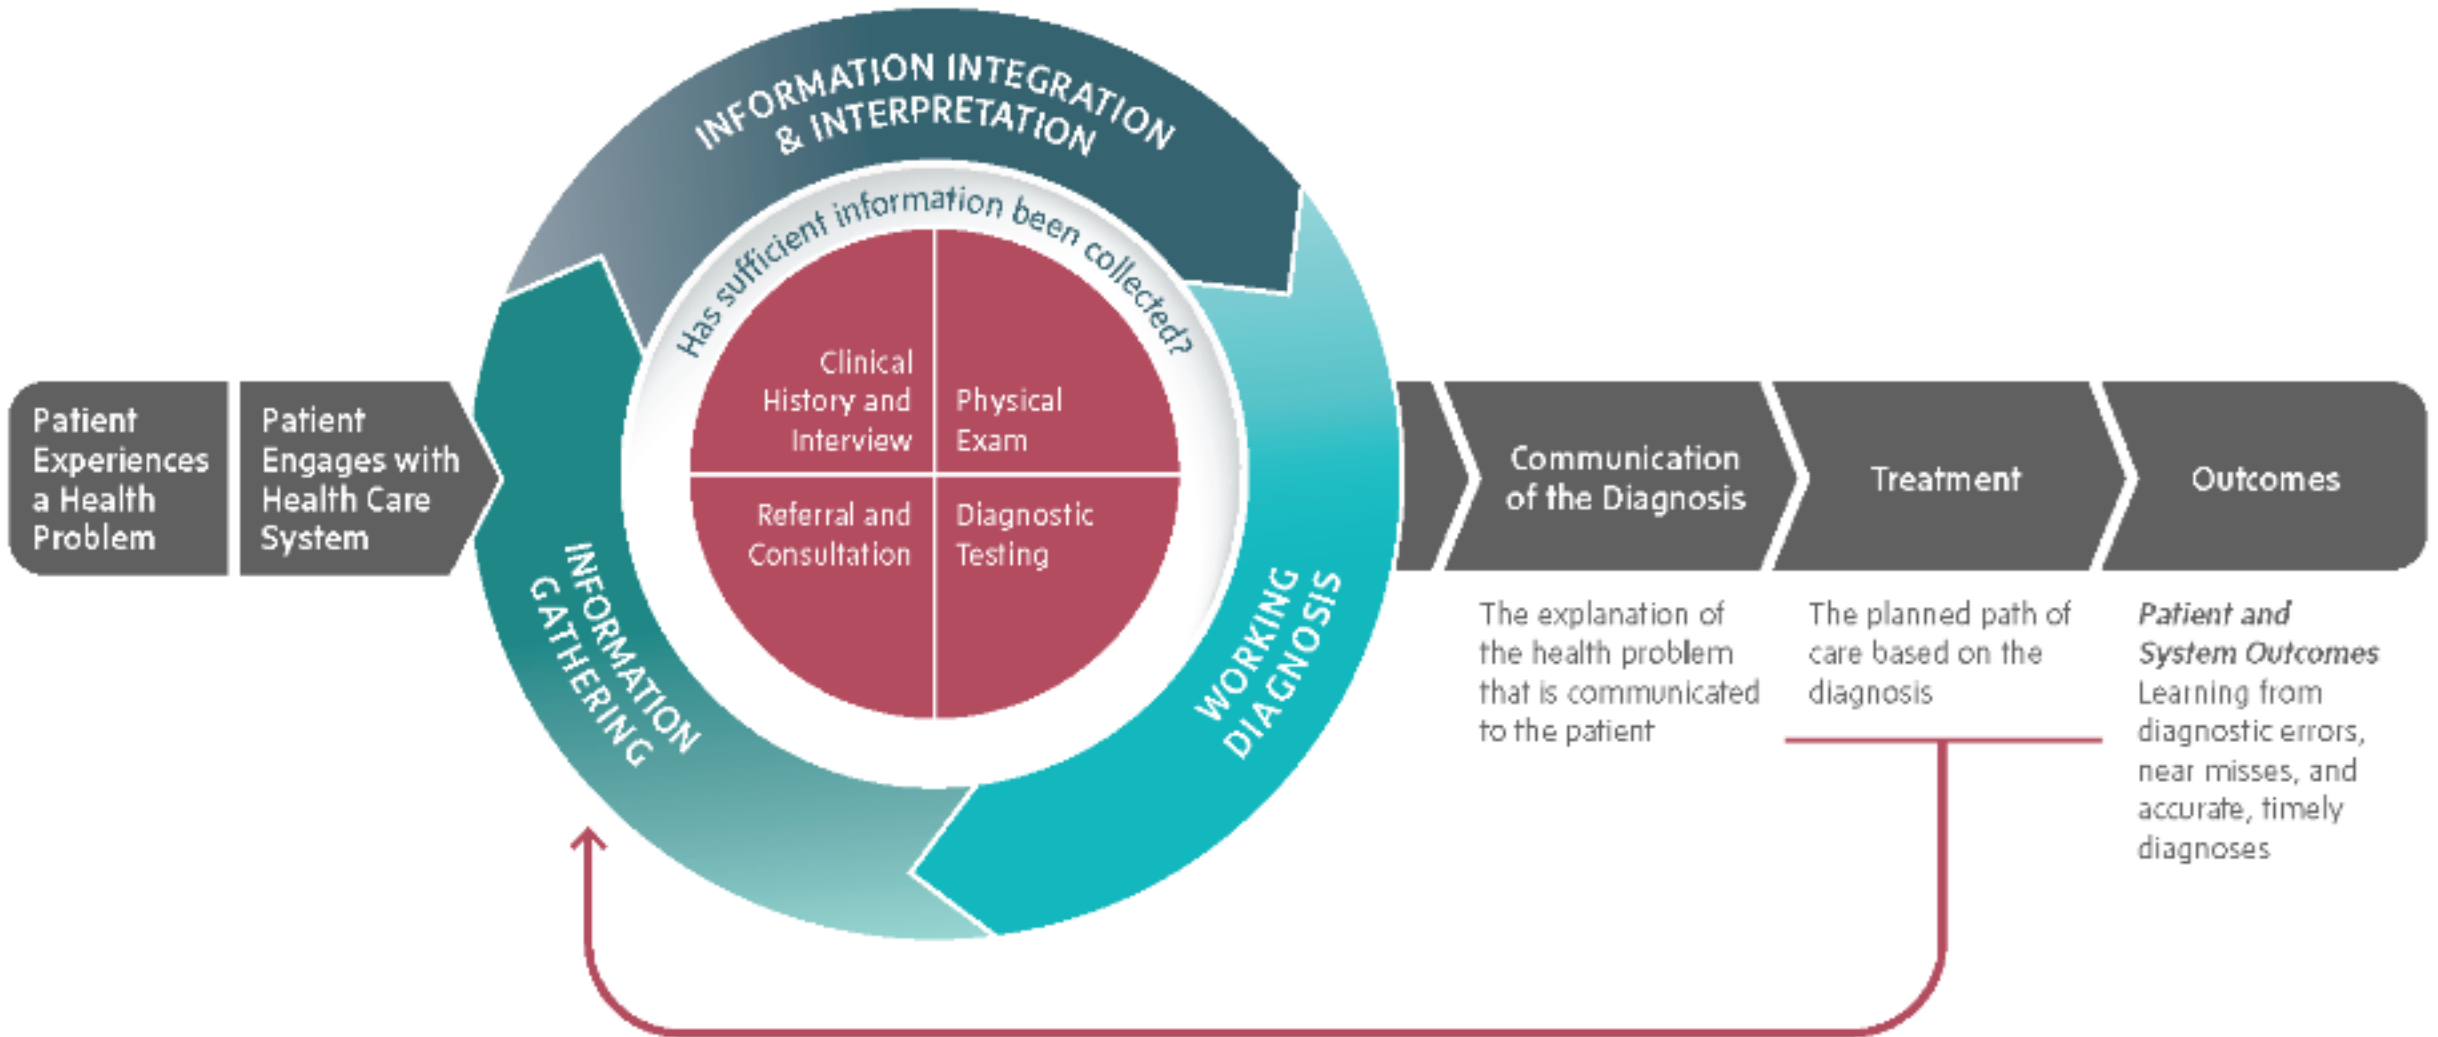 Patient
Experiences
a Health
Problem
Patient
Engages with
Health Care
System
INFORMATION INTEGRATION
& INTERPRETATION
Has sufficient information been collected?
Clinical
History and
Interview
Physical
Exam
Referral and
Consultation
Diagnostic
Testing
INFORMATION
GATHERING
WORKING
DIAGNOSIS
Communication
of the Diagnosis
The explanation of
the health problem
that is communicated
to the patient
Treatment
The planned path of
care based on the
diagnosis
Outcomes
Patient and
System Outcomes
Learning from
diagnostic errors,
near misses, and
accurate, timely
diagnoses